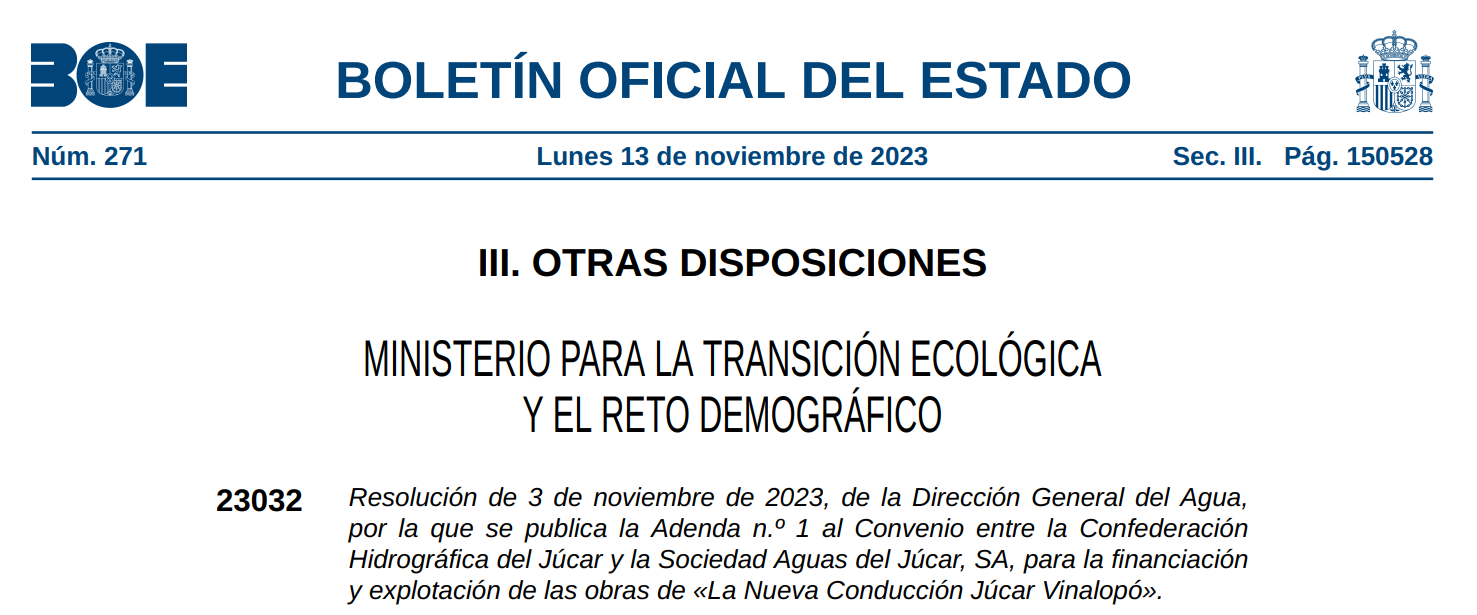 BOE
BOLETÍN OFICIAL DEL ESTADO
Núm. 271 Lunes 13 de noviembre de 2023 Sec. III. Pág. 150528
III. OTRAS DISPOSICIONES
MINISTERIO PARA LA TRANSICIÓN ECOLÓGICA
Y EL RETO DEMOGRÁFICO
23032 Resolución de 3 de noviembre de 2023, de la Dirección General del Agua,
por la que se publica la Adenda n.º 1 al Convenio entre la Confederación
Hidrográfica del Júcar y la Sociedad Aguas del Júcar, SA, para la financiación
y explotación de las obras de «La Nueva Conducción Júcar Vinalopó».